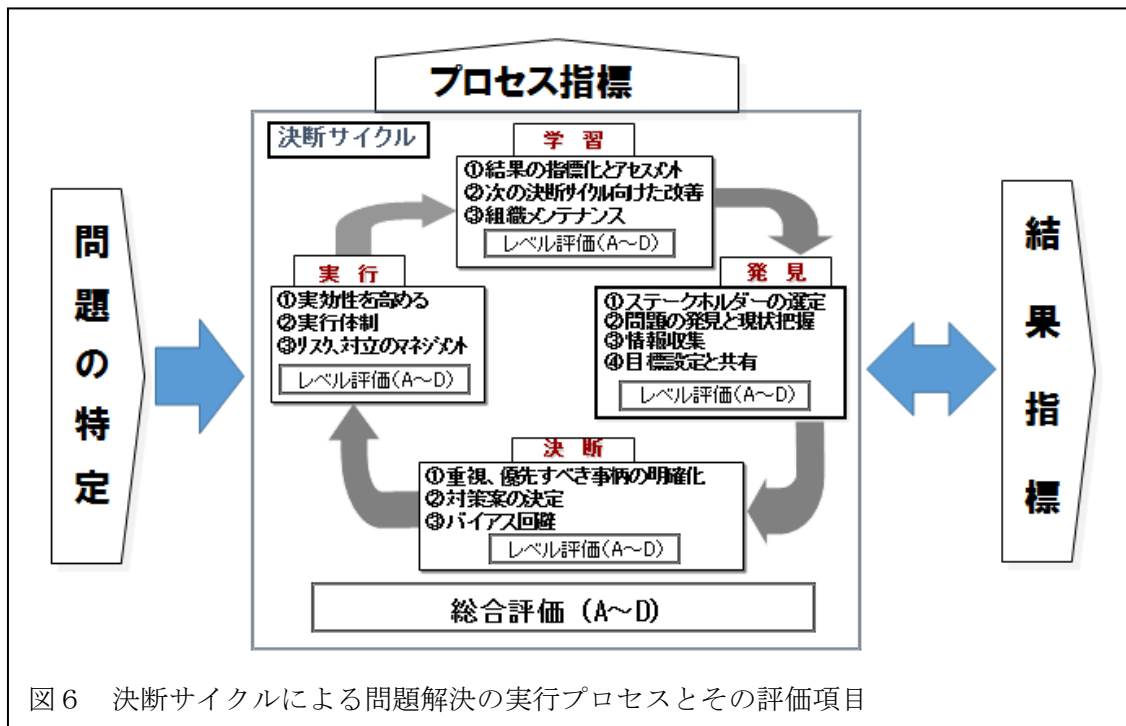 プロセス指標
決断サイクル
学習
①結果の指標化とアセスメント
②次の決断サイクル向けた改善
③組織メンテナンス
レベル評価(A～D)
問題の特定
実行
①実効性を高める
②実行体制
③リスク、対立のマネジメント
レベル評価(A～D)
発見
①ステークホルダーの選定
②問題の発見と現状把握
③情報収集
④目標設定と共有
レベル評価(A～D)
結果指標
決断
①重視、優先すべき事柄の明確化
②対策案の決定
③バイアス回避
レベル評価(A～D)
総合評価 (A～D)
図６　決断サイクルによる問題解決の実行プロセスとその評価項目